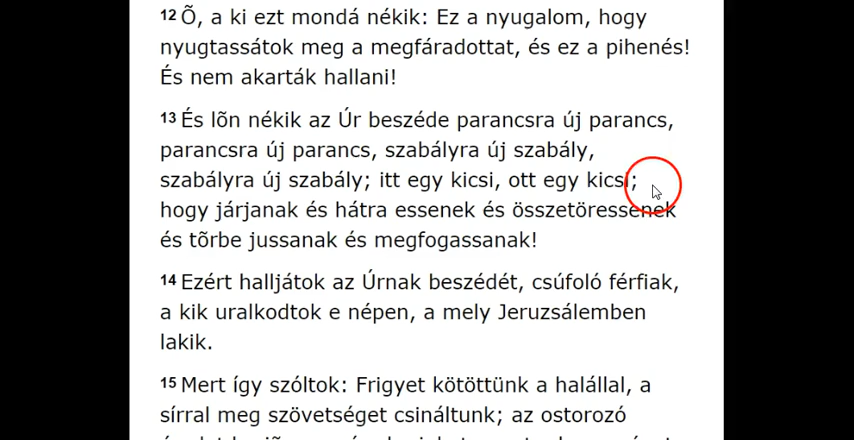 12 Õ, a ki ezt mondá nékik: Ez a nyugalom, hogy
nyugtassátok meg a megfáradottat, és ez a pihenés!
És nem akarták hallani!
13 És lõn nékik az Úr beszéde parancsra új parancs,
parancsra új parancs, szabályra új szabály,
szabályra új szabály; itt egy kicsi, ott egy kicsi;
hogy járjanak és hátra essenek és összetöressenek
és tõrbe jussanak és megfogassanak!
14 Ezért halljátok az Úrnak beszédét, csúfoló férfiak,
a kik uralkodtok e népen, a mely Jeruzsálemben
lakik.
15 Mert így szóltok: Frigyet kötöttünk a halállal, a
sírral meg szövetséget csináltunk; az ostorozó